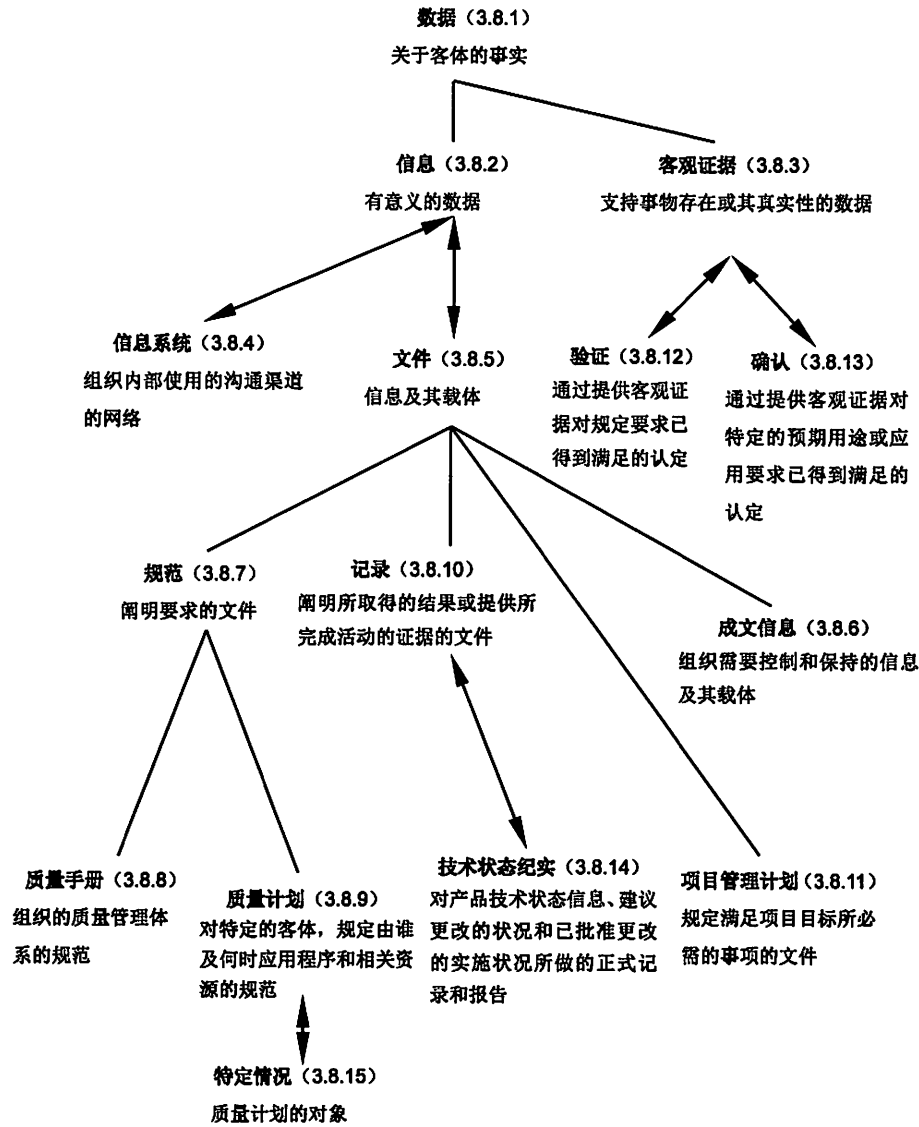 数据（3.8.1）
关于客体的事实
信息（3.8.2）
有意义的数据
客观证据（3.8.3）
支持事物存在或其真实性的数据
信息系统（3.8.4）
组织内部使用的沟通渠道
的网络
文件（3.8.5）
信息及其载体
验证（3.8.12）
通过提供客观证
据对规定要求已
得到满足的认定
确认（3.8.13）
通过提供客观证据对
特定的预期用途或应
用要求已得到满足的
认定
规范（3.8.7）
阐明要求的文件
记录（3.8.10）
阐明所取得的结果或提供所
完成活动的证据的文件
成文信息（3.8.6）
组织需要控制和保持的信息
及其载体
质量手册（3.8.8）
组织的质量管理体
系的规范
质量计划（3.8.9）
对特定的客体，规定由谁
及何时应用程序和相关资
源的规范
技术状态纪实（3.8.14）
对产品技术状态信息、建议
更改的状况和已批准更改
的实施状况所做的正式记
录和报告
项目管理计划（3.8.11）
规定满足项目目标所必
需的事项的文件
特定情况（3.8.15）
质量计划的对象